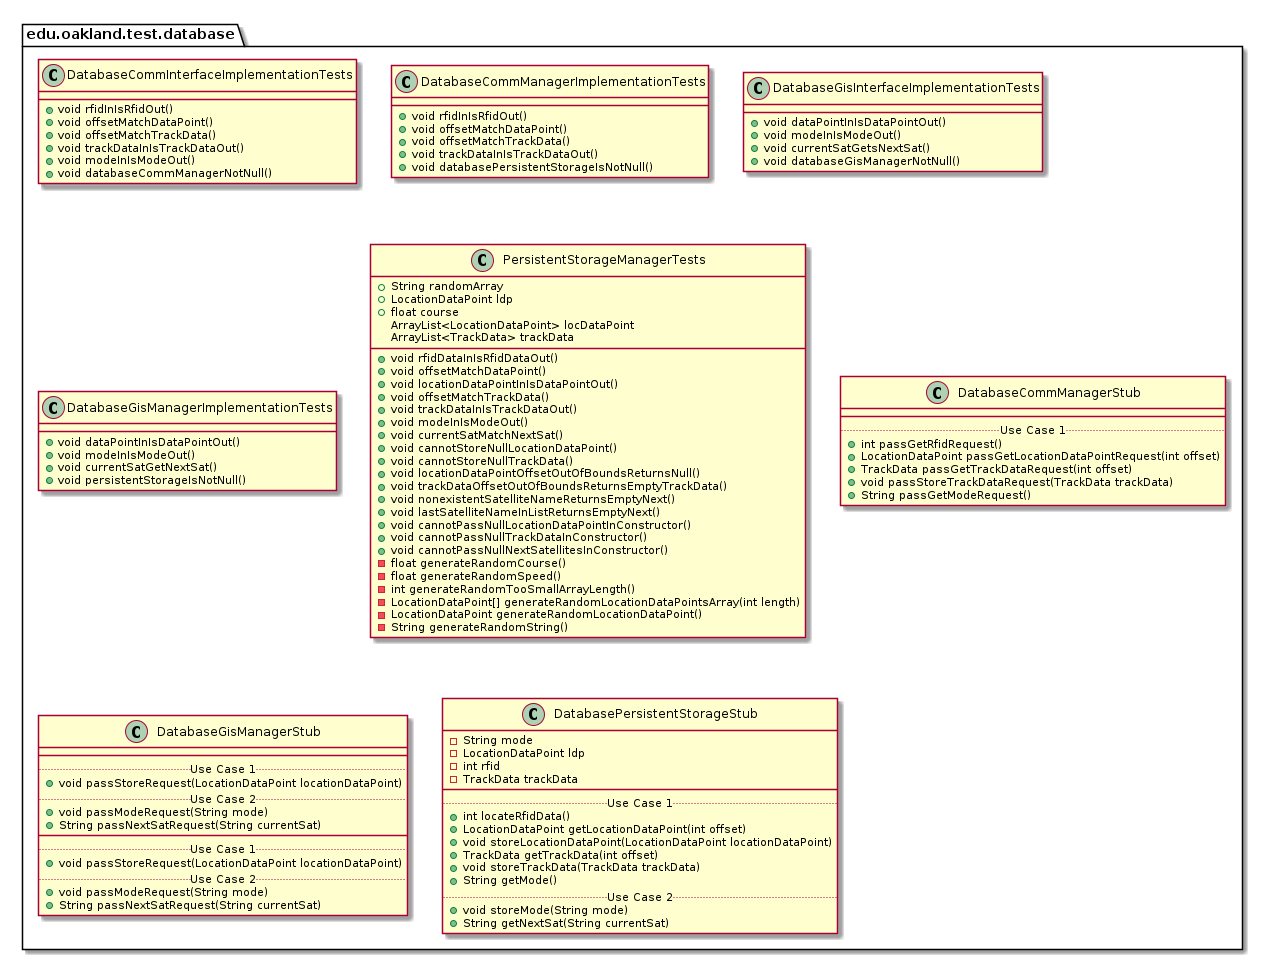 edu.oakland.test.database
C DatabaseCommInterfaceImplementationTests
void rfidInIsRfidOut()
void offsetMatchDataPoint()
void offsetMatchTrackData()
void trackDataInIsTrackDataOut()
void modeInIsModeOut()
void databaseCommManagerNotNull()
C DatabaseCommManagerImplementationTests
void rfidInIsRfidOut()
void offsetMatchDataPoint()
void offsetMatchTrackData()
void trackDataInIsTrackDataOut()
void databasePersistentStorageIsNotNull()
C DatabaseGisInterfaceImplementationTests
void dataPointInIsDataPointOut()
void modeInIsModeOut()
void currentSatGetsNextSat()
void databaseGisManagerNotNull()
C DatabaseGisManagerImplementationTests
void dataPointInIsDataPointOut()
void modeInIsModeOut()
void currentSatGetNextSat()
void persistentStorageIsNotNull()
C PersistentStorageManagerTests
String randomArray
LocationDataPoint ldp
float course
ArrayList<LocationDataPoint> locDataPoint
ArrayList<TrackData> trackData
void rfidDataInIsRfidDataOut()
void offsetMatchDataPoint()
void locationDataPointInIsDataPointOut()
void offsetMatchTrackData()
void trackDataInIsTrackDataOut()
void modeInIsModeOut()
void currentSatMatchNextSat()
void cannotStoreNullLocationDataPoint()
void cannotStoreNullTrackData()
void locationDataPointOffsetOutOfBoundsReturnsNull()
void trackDataOffsetOutOfBoundsReturnsEmptyTrackData()
void nonexistentSatelliteNameReturnsEmptyNext()
void lastSatelliteNameInListReturnsEmptyNext()
void cannotPassNullLocationDataPointInConstructor()
void cannotPassNullTrackDataInConstructor()
void cannotPassNullNextSatellitesInConstructor()
float generateRandomCourse()
float generateRandomSpeed()
int generateRandomTooSmallArrayLength()
LocationDataPoint[] generateRandomLocationDataPointsArray(int length)
LocationDataPoint generateRandomLocationDataPoint()
String generateRandomString()
C DatabaseCommManagerStub
Use Case 1
int passGetRfidRequest()
LocationDataPoint passGetLocationDataPointRequest(int offset)
TrackData passGetTrackDataRequest(int offset)
void passStoreTrackDataRequest(TrackData trackData)
String passGetModeRequest()
C DatabaseGisManagerStub
Use Case 1
void passStoreRequest(LocationDataPoint locationDataPoint)
Use Case 2
void passModeRequest(String mode)
String passNextSatRequest(String currentSat)
Use Case 1
void passStoreRequest(LocationDataPoint locationDataPoint)
Use Case 2
void passModeRequest(String mode)
String passNextSatRequest(String currentSat)
C DatabasePersistentStorageStub
String mode
LocationDataPoint ldp
int rfid
TrackData trackData
Use Case 1
int locateRfidData()
LocationDataPoint getLocationDataPoint(int offset)
void storeLocationDataPoint(LocationDataPoint locationDataPoint)
TrackData getTrackData(int offset)
void storeTrackData(TrackData trackData)
String getMode()
Use Case 2
void storeMode(String mode)
String getNextSat(String currentSat)